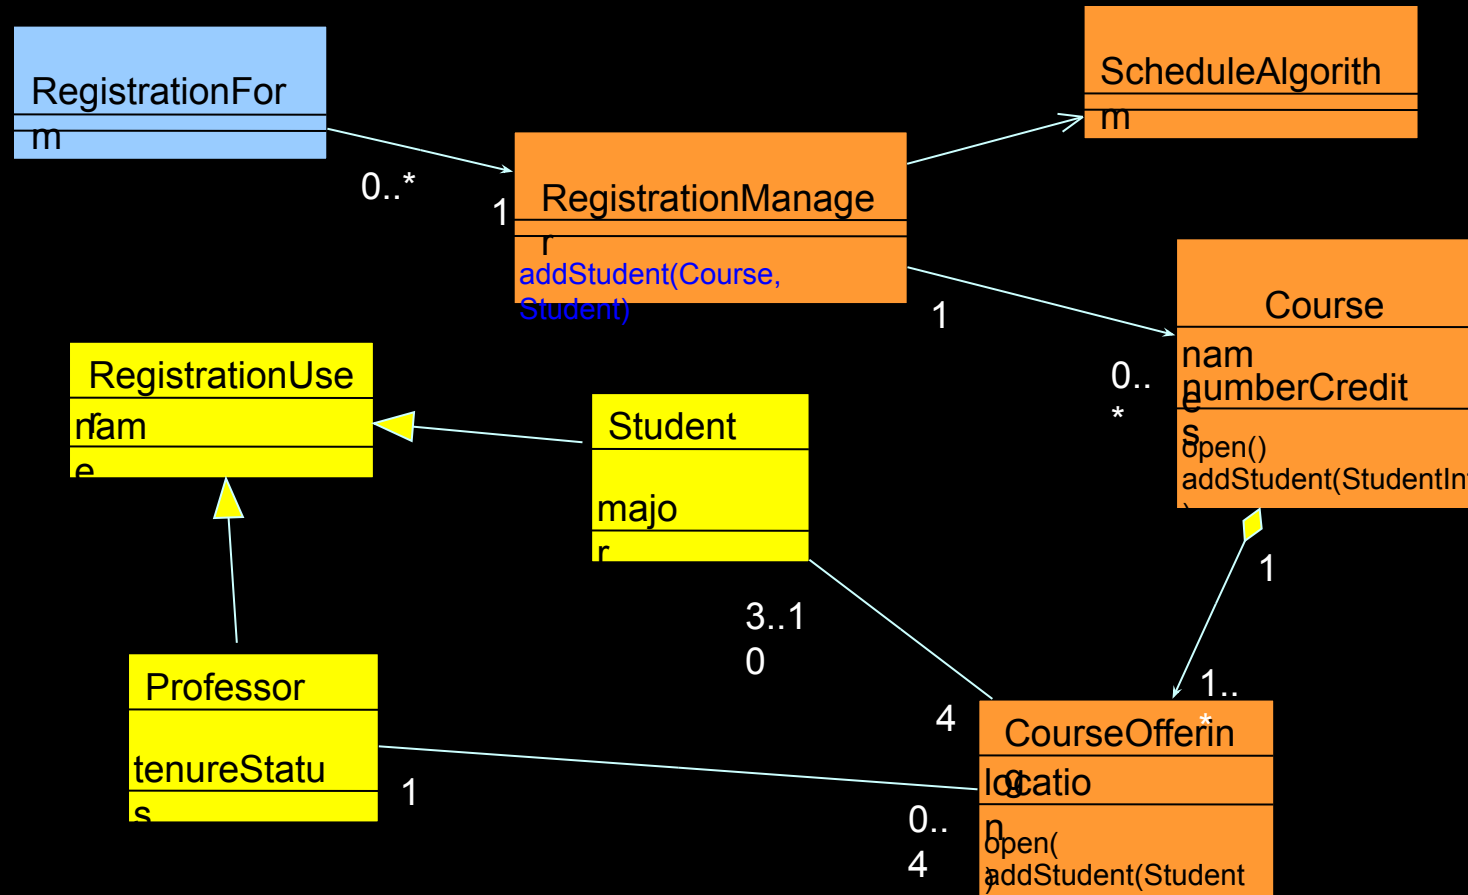 RegistrationFor
m
ScheduleAlgorith
m
0..*
1
RegistrationManage
r
addStudent(Course,
Student)
1
0..
*
Course
nam
e
numberCredit
s
open()
addStudent(StudentInf
)
RegistrationUse
r
nam
e
Student
majo
r
3..1
0
4
1
1..
*
Professor
tenureStatu
s
1
0..
4
CourseOfferin
g
locatio
n
open(
)
addStudent(Student